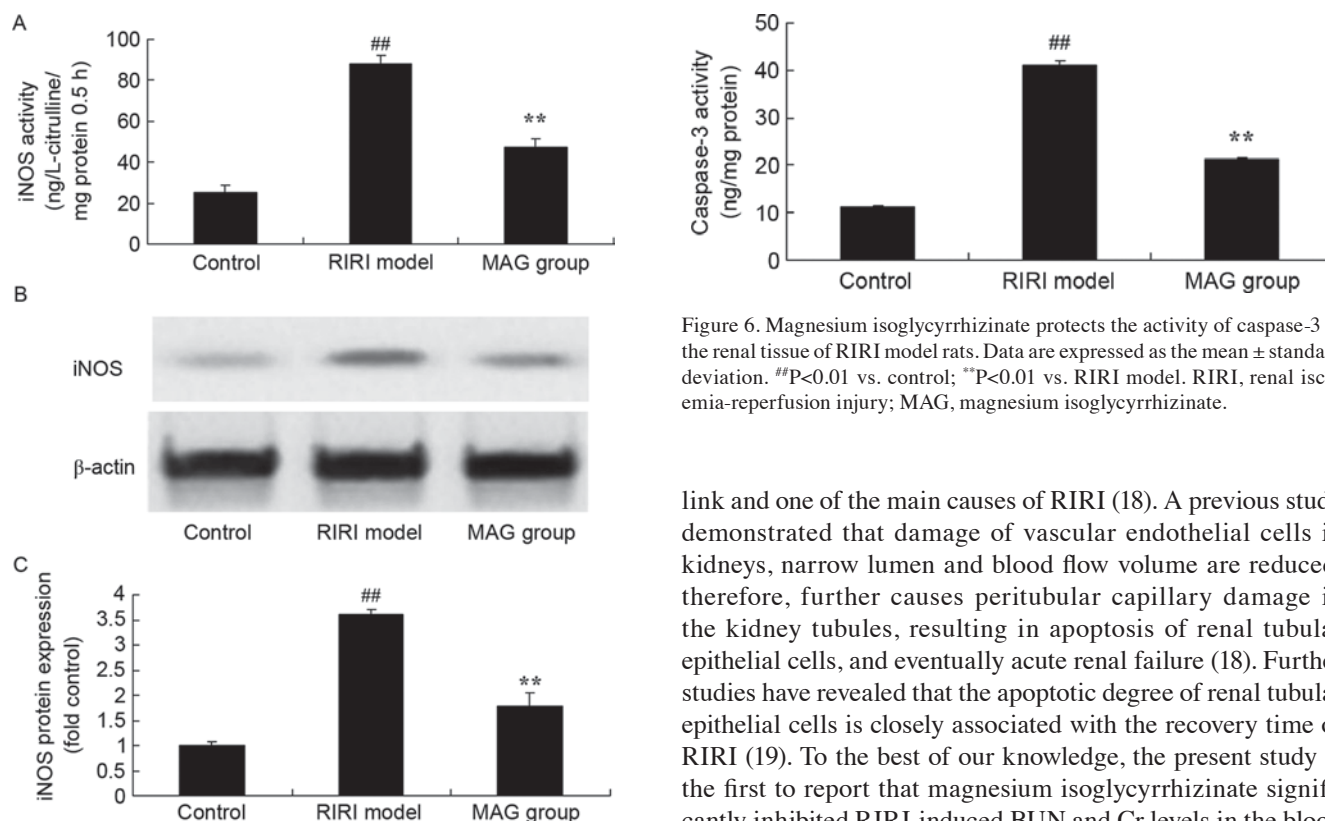 A
iNOS activity
(ng/L-citrulline/
mg protein 0.5 h)
100
80
60
40
20
0
##
**
Control RIRI model MAG group
B
iNOS
β-actin
Control RIRI model MAG group
C
iNOS protein expression
(fold control)
4
3.5
3
2.5
2
1.5
1
0.5
0
##
**
Control RIRI model MAG group
Caspase-3 activity
(ng/mg protein)
50
40
30
20
10
0
##
**
Control RIRI model MAG group
Figure 6. Magnesium isoglycyrrhizinate protects the activity of caspase-3
the renal tissue of RIRI model rats. Data are expressed as the mean ± standa
deviation. ##P<0.01 vs. control; **P<0.01 vs. RIRI model. RIRI, renal isc
emia-reperfusion injury; MAG, magnesium isoglycyrrhizinate.
link and one of the main causes of RIRI (18). A previous stud
demonstrated that damage of vascular endothelial cells i
kidneys, narrow lumen and blood flow volume are reduced
therefore, further causes peritubular capillary damage i
the kidney tubules, resulting in apoptosis of renal tubula
epithelial cells, and eventually acute renal failure (18). Furthe
studies have revealed that the apoptotic degree of renal tubula
epithelial cells is closely associated with the recovery time o
RIRI (19). To the best of our knowledge, the present study
the first to report that magnesium isoglycyrrhizinate signifi
cantly inhibited RIRI-induced BUN and Cr levels in the bloo